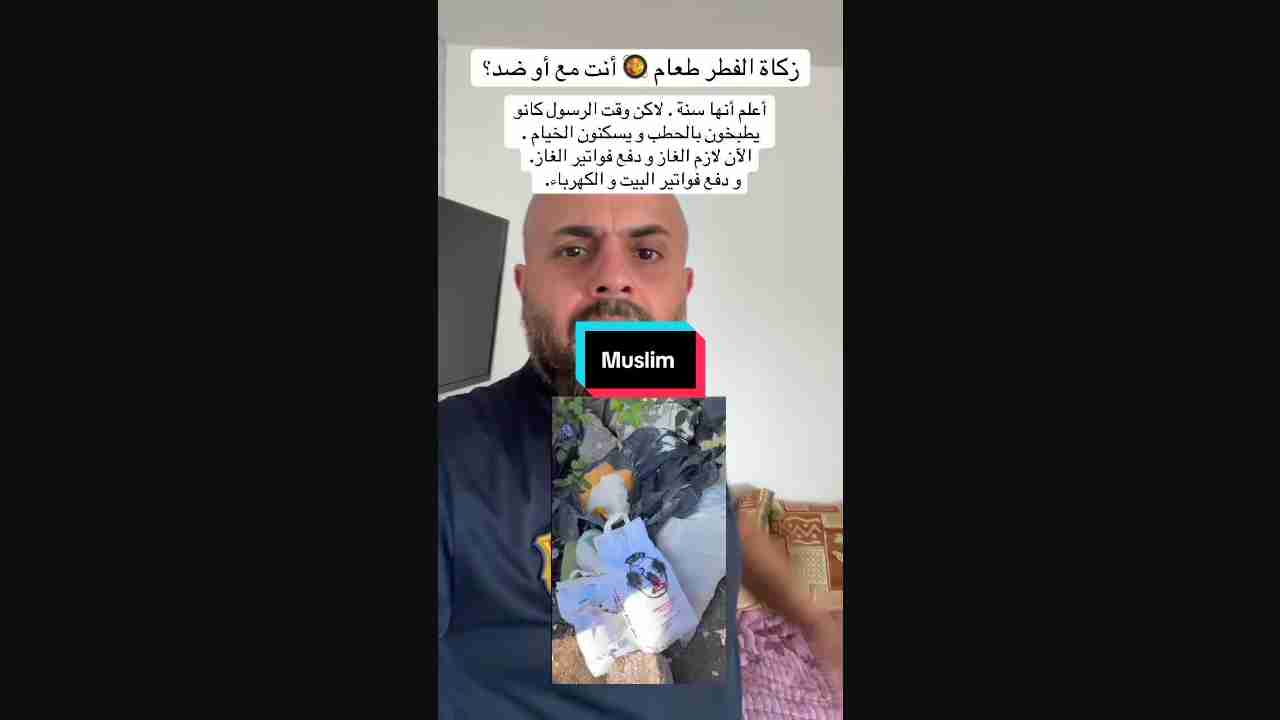 زكاة الفطر طعام 🥘 أنت مع أو ضد؟
أعلم أنها سنة . لاكن وقت الرسول كانو
يطبخون بالحطب و يسكنون الخيام .
الآن لازم الغاز و دفع فواتير الغاز.
و دفع فواتير البيت و الكهرباء.
Muslim